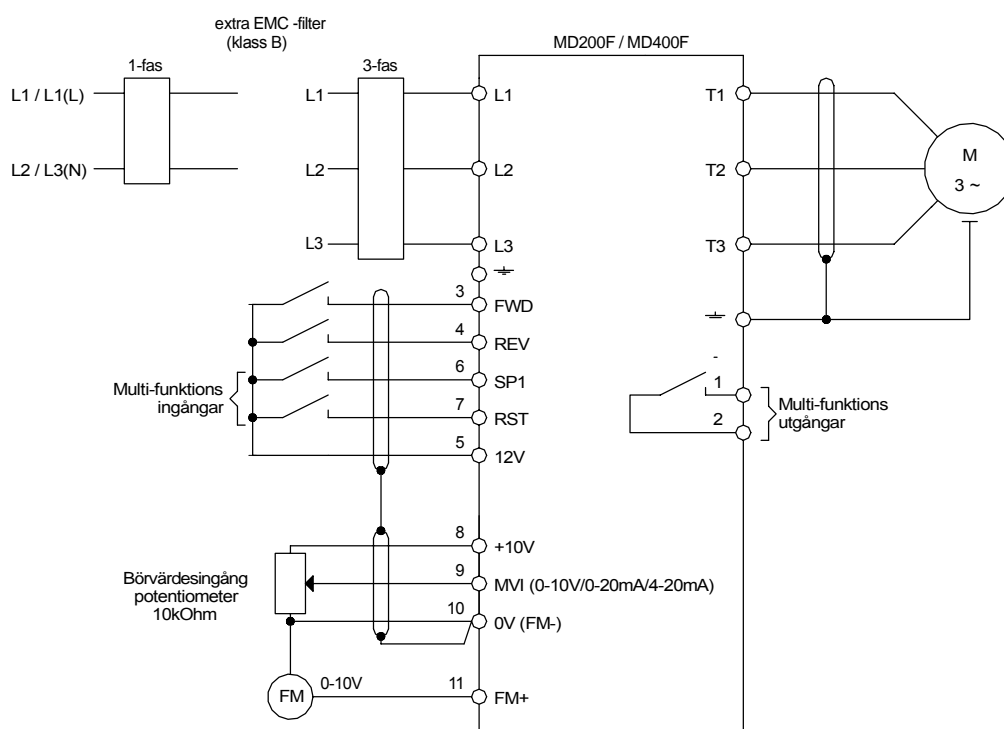 extra EMC -filter
(klass B)
MD200F / MD400F
1-fas
3-fas
L1 / L1(L)
L1
L1
T1
M
3 ~
L2 / L3(N)
L2
L2
T2
L3
L3
T3
3
FWD
4
REV
6
SP1
7
RST
5
12V
Multi-funktions
ingångar
-
1
2
Multi-funktions
utgångar
8
+10V
9
MVI (0-10V/0-20mA/4-20mA)
10
0V (FM-)
Börvärdesingång
potentiometer
10kOhm
FM
0-10V
11
FM+